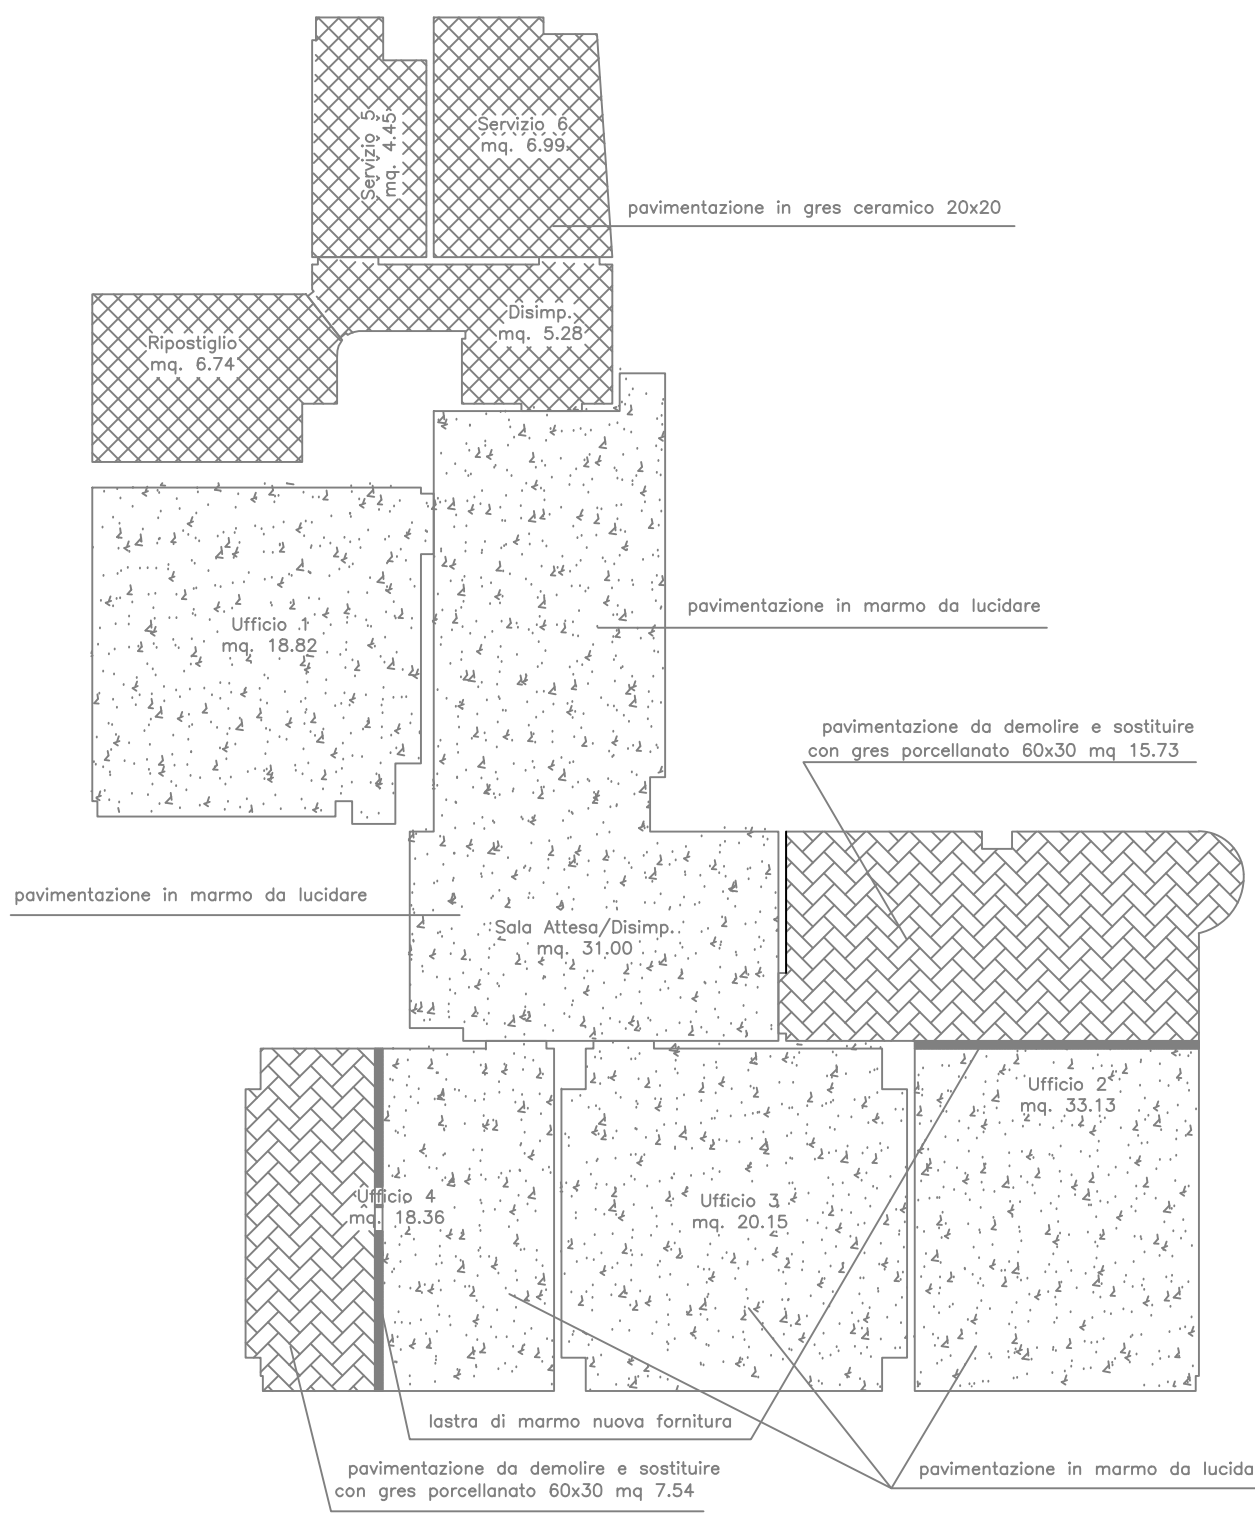 Servizio 5
mq. 4.45
Servizio 6
mq. 6.99
pavimentazione in gres ceramico 20x20
Disimp.
mq. 5.28
Ripostiglio
mq. 6.74
pavimentazione in marmo da lucidare
Ufficio 1
mq. 18.82
pavimentazione da demolire e sostituire
con gres porcellanato 60x30 mq 15.73
pavimentazione in marmo da lucidare
Sala Attesa/Disimp.
mq. 31.00
Ufficio 2
mq. 33.13
Ufficio 4
mq. 18.36
Ufficio 3
mq. 20.15
lastra di marmo nuova fornitura
pavimentazione da demolire e sostituire
con gres porcellanato 60x30 mq 7.54
pavimentazione in marmo da lucida